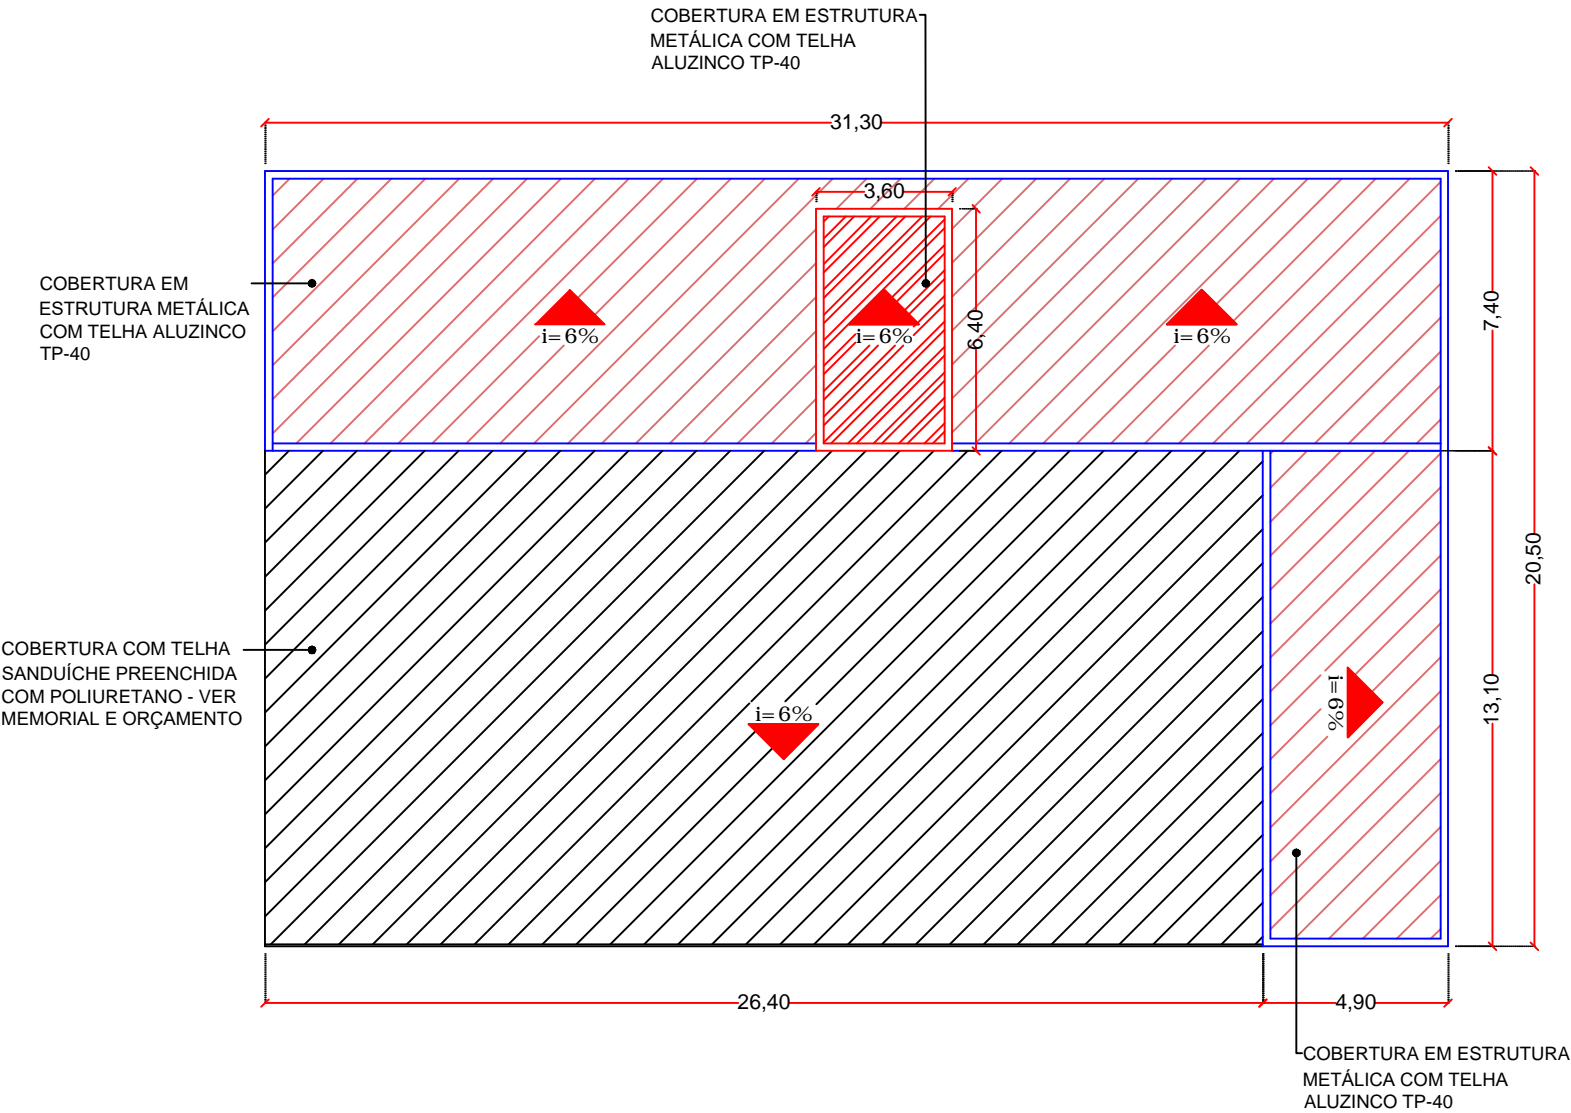 COBERTURA EM ESTRUTURA
METÁLICA COM TELHA
ALUZINCO TP-40
31,30
3,60
COBERTURA EM
ESTRUTURA METÁLICA
COM TELHA ALUZINCO
TP-40
i=6%
i=6%
i=6%
6,40
7,40
20,50
COBERTURA COM TELHA
SANDUÍCHE PREENCHIDA
COM POLIURETANO - VER
MEMORIAL E ORÇAMENTO
i=6%
i=6%
13,10
26,40
4,90
COBERTURA EM ESTRUTURA
METÁLICA COM TELHA
ALUZINCO TP-40